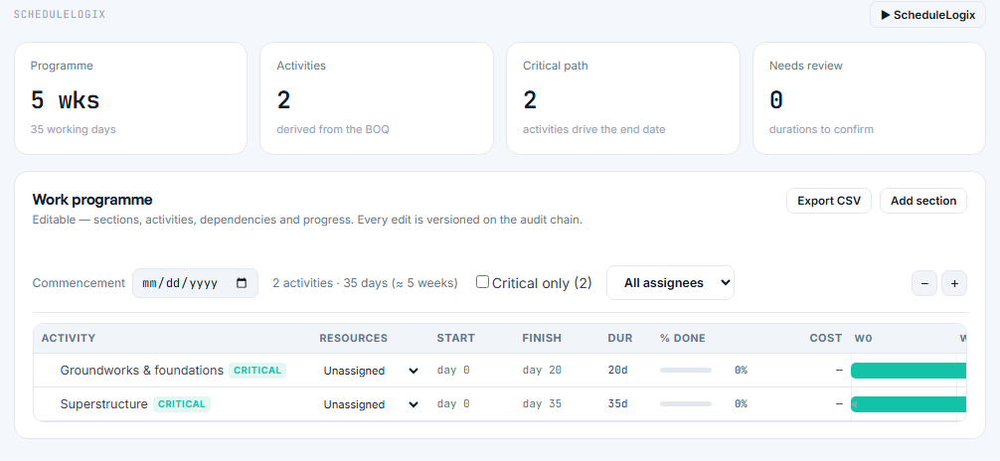 SCHEDULELOGIX
▶ ScheduleLogix
Programme
5 wks
35 working days
Activities
2
derived from the BOQ
Critical path
2
activities drive the end date
Needs review
0
durations to confirm
Work programme
Editable — sections, activities, dependencies and progress. Every edit is versioned on the audit chain.
Export CSV
Add section
Commencement mm/dd/yyyy 2 activities · 35 days (≈ 5 weeks) Critical only (2) All assignees − +
ACTIVITY RESOURCES START FINISH DUR % DONE COST W0
Groundworks & foundations CRITICAL Unassigned day 0 day 20 20d 0% —
Superstructure CRITICAL Unassigned day 0 day 35 35d 0% —